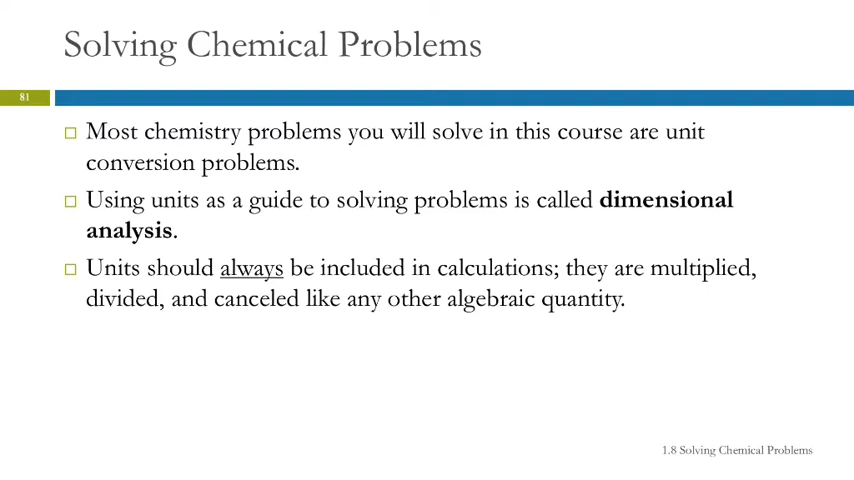 Solving Chemical Problems
81
Most chemistry problems you will solve in this course are unit
conversion problems.
Using units as a guide to solving problems is called dimensional
analysis.
Units should always be included in calculations; they are multiplied,
divided, and canceled like any other algebraic quantity.
1.8 Solving Chemical Problems